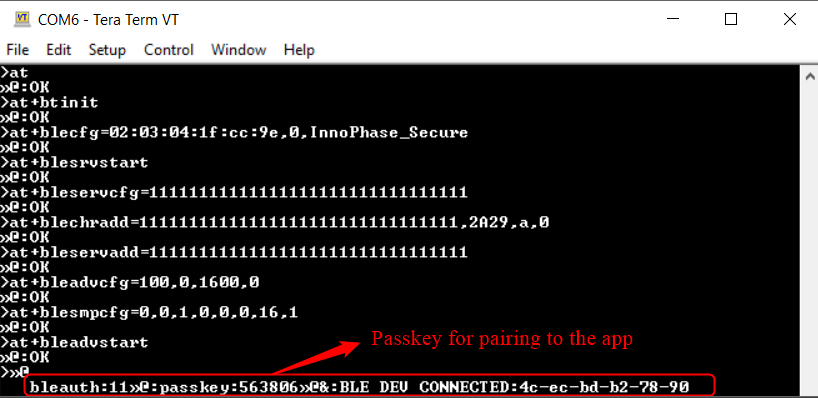 COM6 - Tera Term VT
File Edit Setup Control Window Help
>at
»@:OK
>at+btinit
»@:OK
>at+blecfg=02:03:04:1f:cc:9e,0,InnoPhase_Secure
»@:OK
>at+blesrvstart
»@:OK
>at+bleservcfg=11111111111111111111111111111111
»@:OK
>at+blechradd=11111111111111111111111111111111,2A29,a,0
»@:OK
>at+bleservadd=11111111111111111111111111111111
»@:OK
>at+bleadvcfg=100,0,1600,0
»@:OK
>at+blesmpcfg=0,0,1,0,0,0,16,1
»@:OK
>at+bleadvstart
»@:OK
Passkey for pairing to the app
>»@
bleauth:11»@:passkey:563806»@&:BLE DEV CONNECTED:4c-ec-bd-b2-78-90